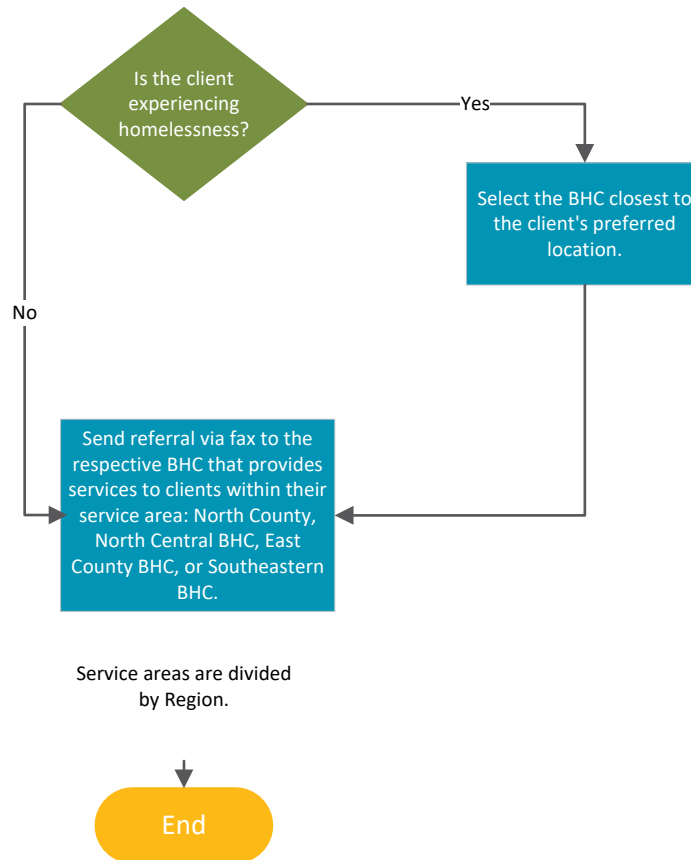 Is the client
experiencing
homelessness?
Yes
Select the BHC closest to
the client's preferred
location.
No
Send referral via fax to the
respective BHC that provides
services to clients within their
service area: North County,
North Central BHC, East
County BHC, or Southeastern
BHC.
Service areas are divided
by Region.
End